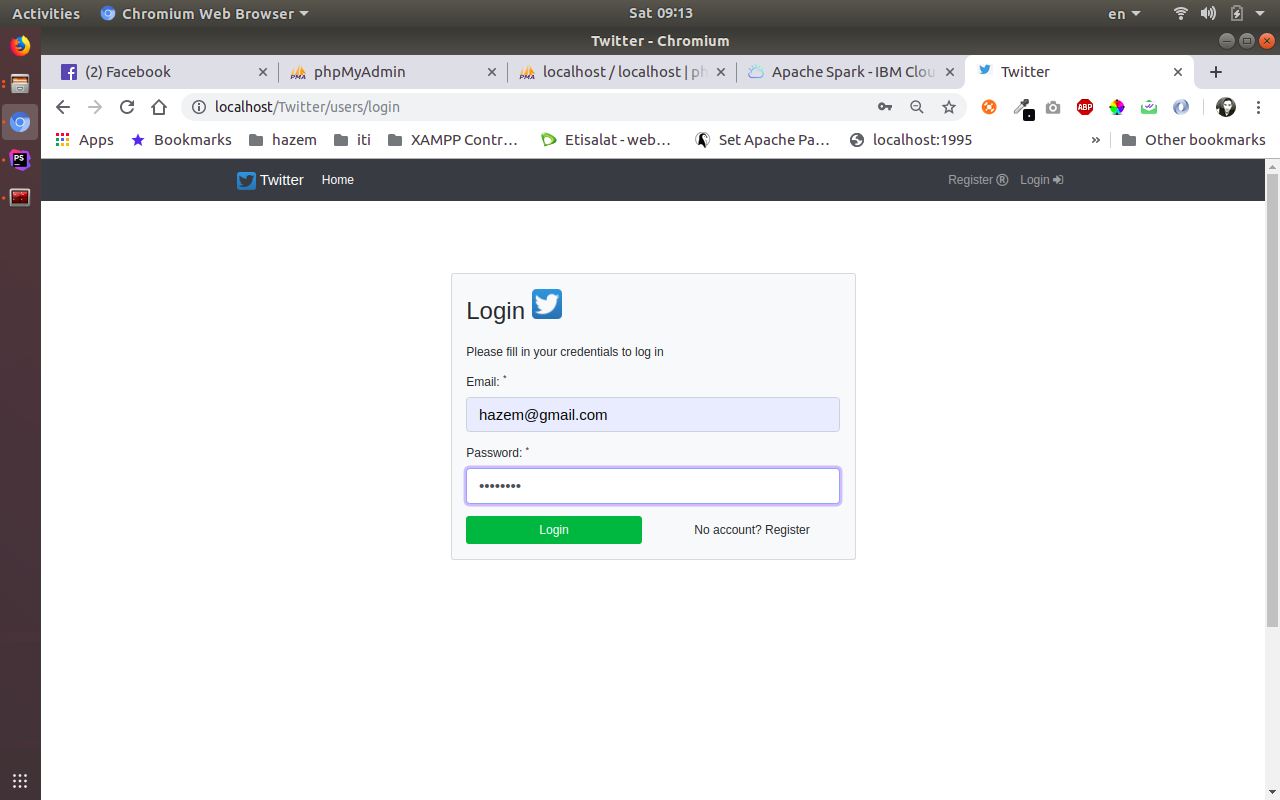 Activities Chromium Web Browser Sat 09:13 en
Twitter - Chromium
(2) Facebook phpMyAdmin localhost / localhost | ph Apache Spark - IBM Clou Twitter
localhost/Twitter/users/login ABP
Apps Bookmarks hazem iti XAMPP Contr… Etisalat - web… Set Apache Pa… localhost:1995 » Other bookmarks
PS
Twitter Home Register ® Login
Login
Please fill in your credentials to log in
Email: *
hazem@gmail.com
Password: *
••••••••
Login No account? Register